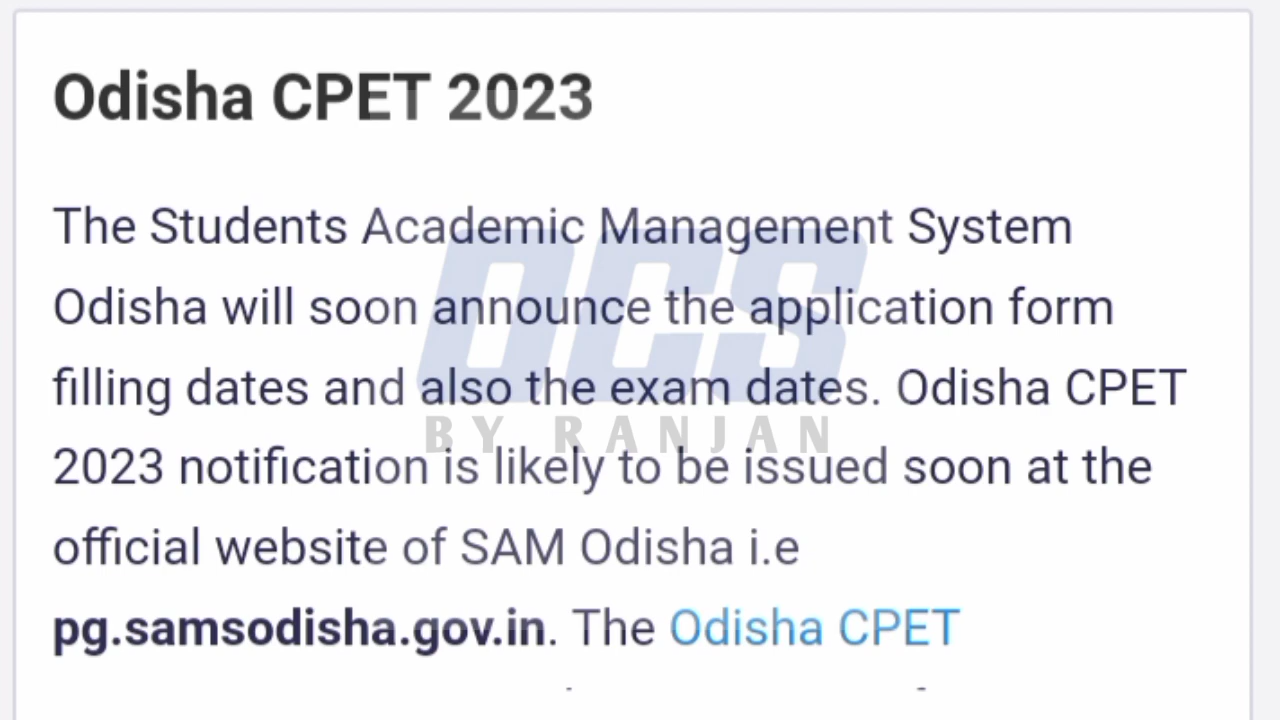 Odisha CPET 2023
The Students Academic Management System
Odisha will soon announce the application form
filling dates and also the exam dates. Odisha CPET
2023 notification is likely to be issued soon at the
official website of SAM Odisha i.e
pg.samsodisha.gov.in. The Odisha CPET
OCS
BY RANJAN